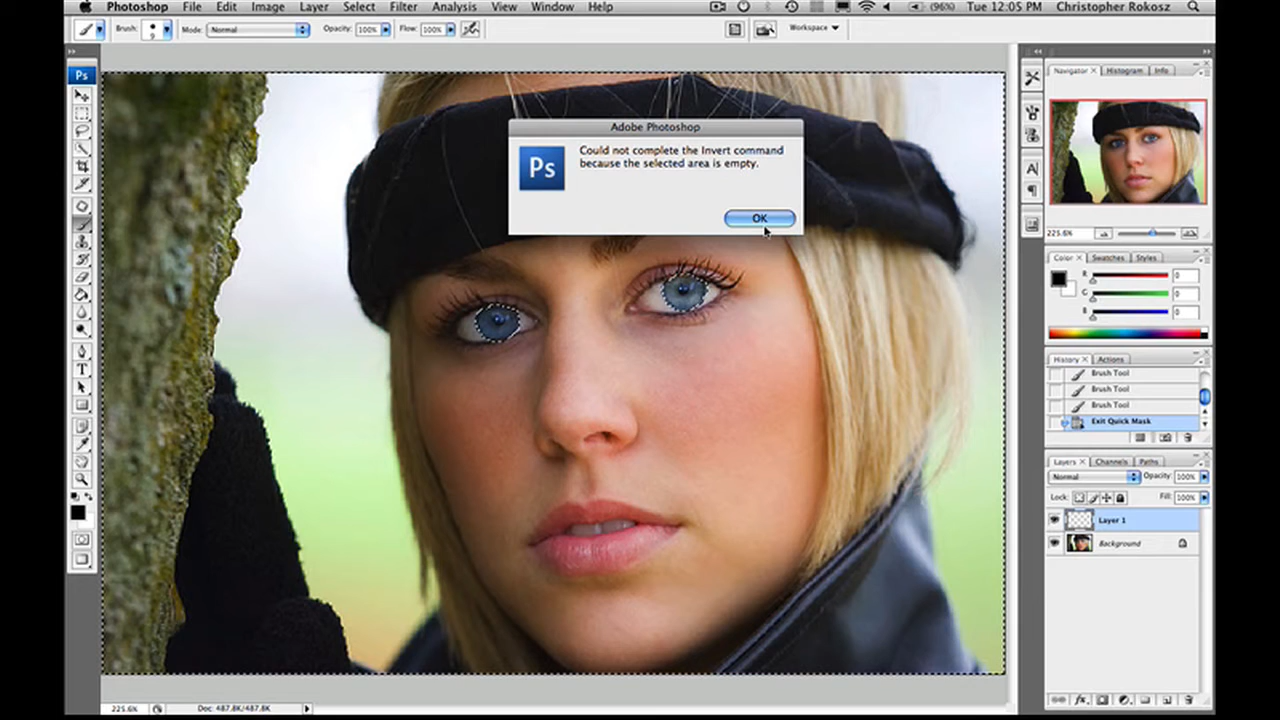 Photoshop File Edit Image Layer Select Filter Analysis View Window Help (96%) Tue 12:05 PM Christopher Rokosz
Brush: Mode: Normal Opacity: 100% Flow: 100% Workspace
Ps
Navigator Histogram Info
Adobe Photoshop
Ps
Could not complete the Invert command
because the selected area is empty.
OK
225.6%
Color Swatches Styles
R 0
G 0
B 0
History Actions
Brush Tool
Brush Tool
Brush Tool
Exit Quick Mask
Layers Channels Paths
Normal Opacity: 100%
Lock: Fill: 100%
Layer 1
Background
225.6% Doc: 487.8K/487.8K